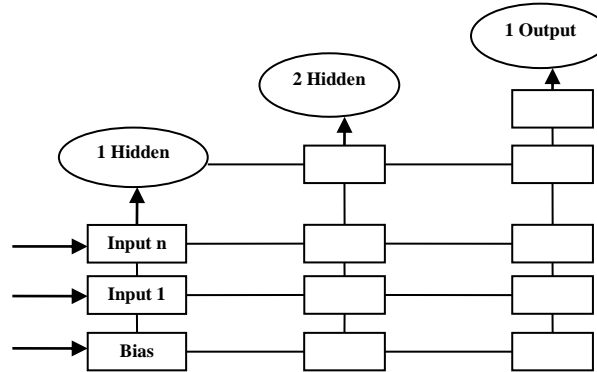 1 Output
2 Hidden
1 Hidden
Input n
Input 1
Bias